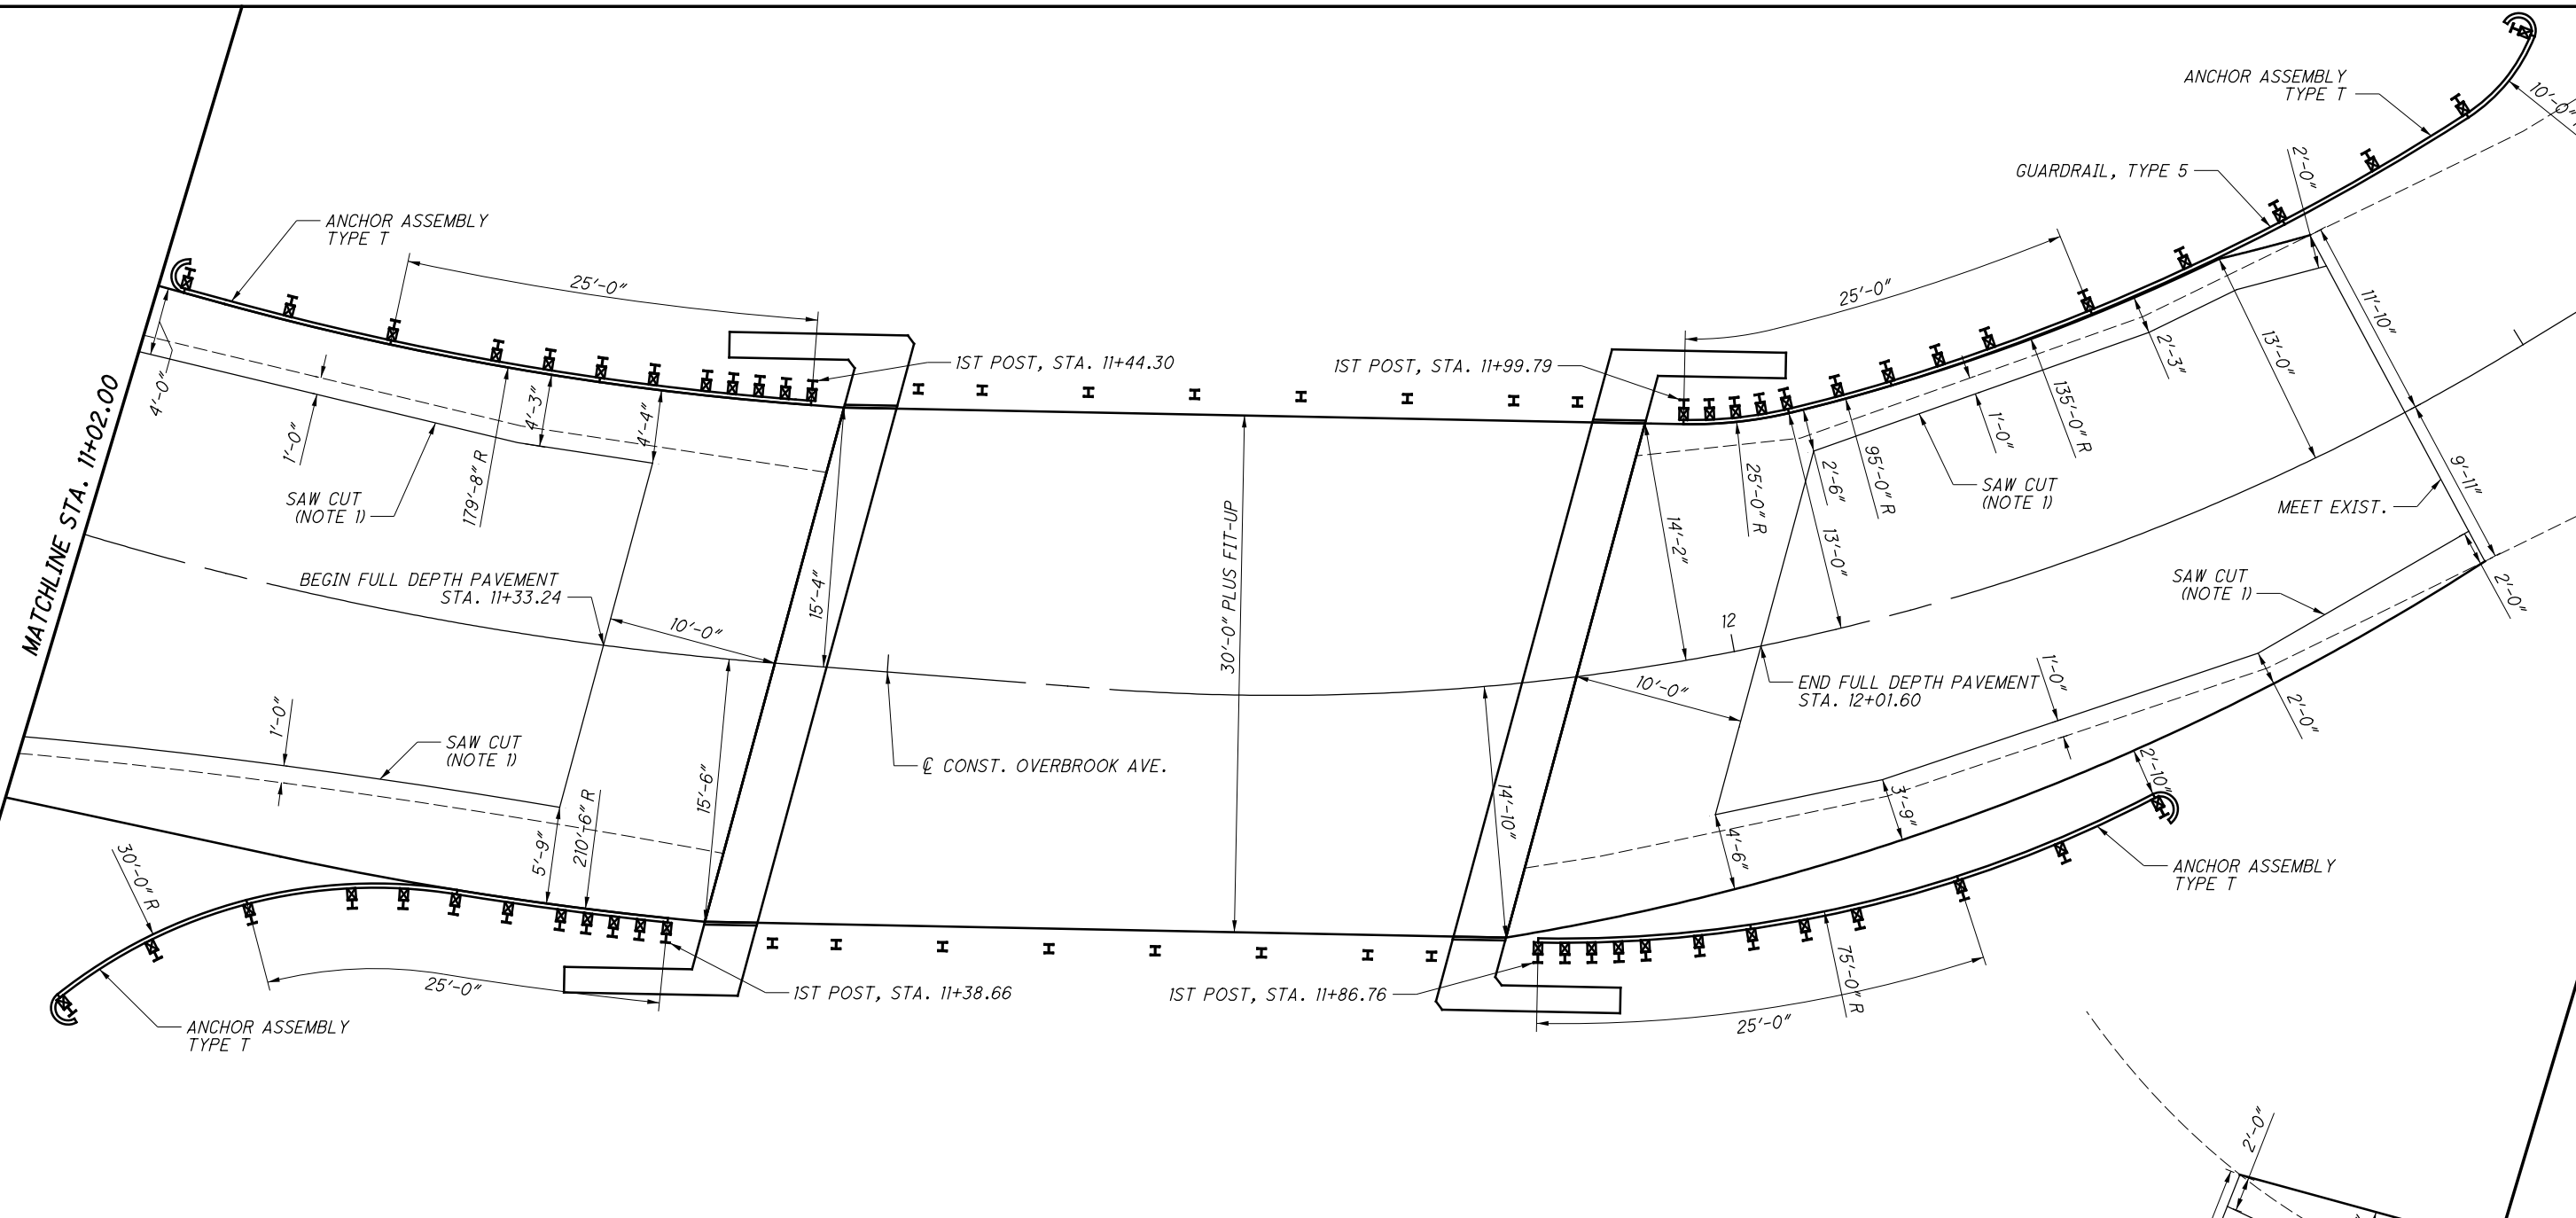 ANCHOR ASSEMBLY
TYPE T
10'-0"
2'-0"
GUARDRAIL, TYPE 5
ANCHOR ASSEMBLY
TYPE T
25'-0"
25'-0"
11'-10"
13'-0"
2'-3"
1ST POST, STA. 11+44.30
1ST POST, STA. 11+99.79
4'-0"
1'-0"
4'-3"
4'-4"
179'-8" R
SAW CUT
(NOTE 1)
MATCHLINE STA. 11+02.00
135'-0" R
1'-0"
95'-0" R
2'-6"
25'-0" R
SAW CUT
(NOTE 1)
9'-11"
MEET EXIST.
14'-2"
13'-0"
30'-0" PLUS FIT-UP
15'-4"
BEGIN FULL DEPTH PAVEMENT
STA. 11+33.24
10'-0"
12
SAW CUT
(NOTE 1)
2'-0"
10'-0"
END FULL DEPTH PAVEMENT
STA. 12+01.60
1'-0"
2'-0"
1'-0"
SAW CUT
(NOTE 1)
15'-6"
℄ CONST. OVERBROOK AVE.
14'-10"
2'-10"
3'-9"
4'-6"
30'-0" R
5'-9"
210'-6" R
ANCHOR ASSEMBLY
TYPE T
25'-0"
1ST POST, STA. 11+38.66
1ST POST, STA. 11+86.76
75'-0" R
25'-0"
ANCHOR ASSEMBLY
TYPE T
2'-0"